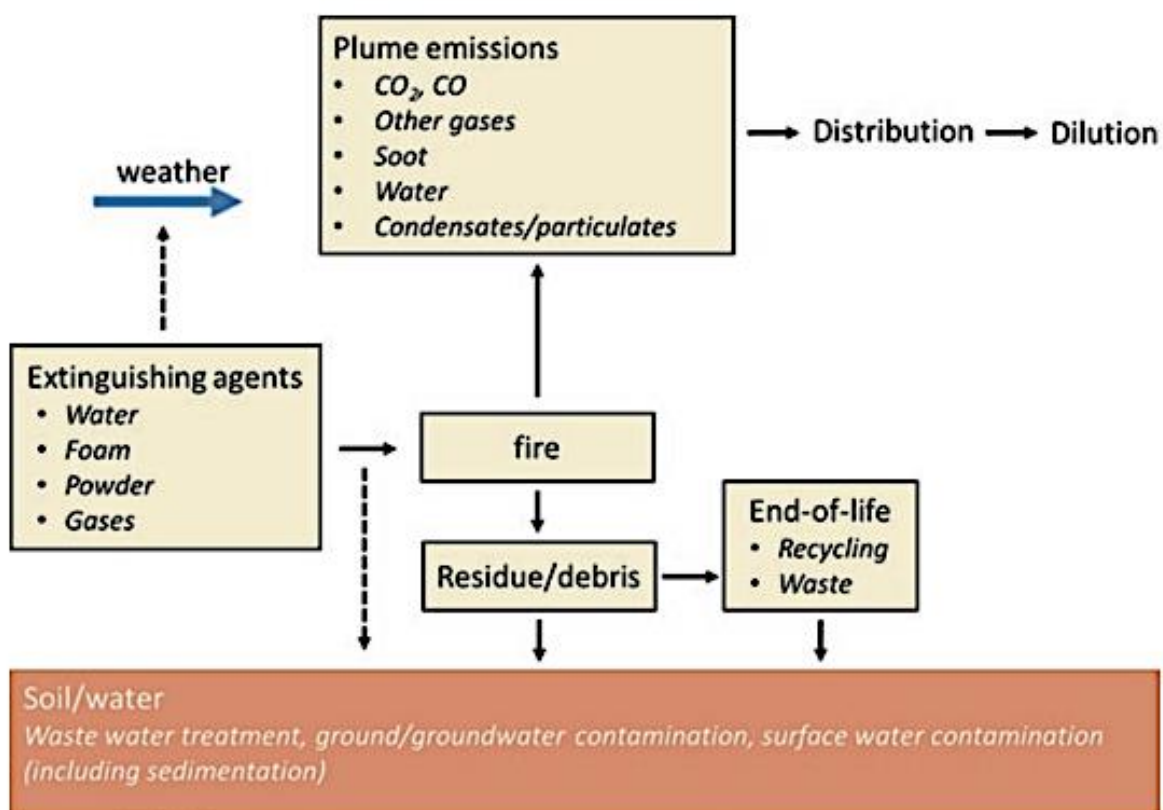 Plume emissions
• CO₂, CO
• Other gases
• Soot
• Water
• Condensates/particulates
Distribution
Dilution
weather
Extinguishing agents
• Water
• Foam
• Powder
• Gases
fire
Residue/debris
End-of-life
• Recycling
• Waste
Soil/water
Waste water treatment, ground/groundwater contamination, surface water contamination
(including sedimentation)